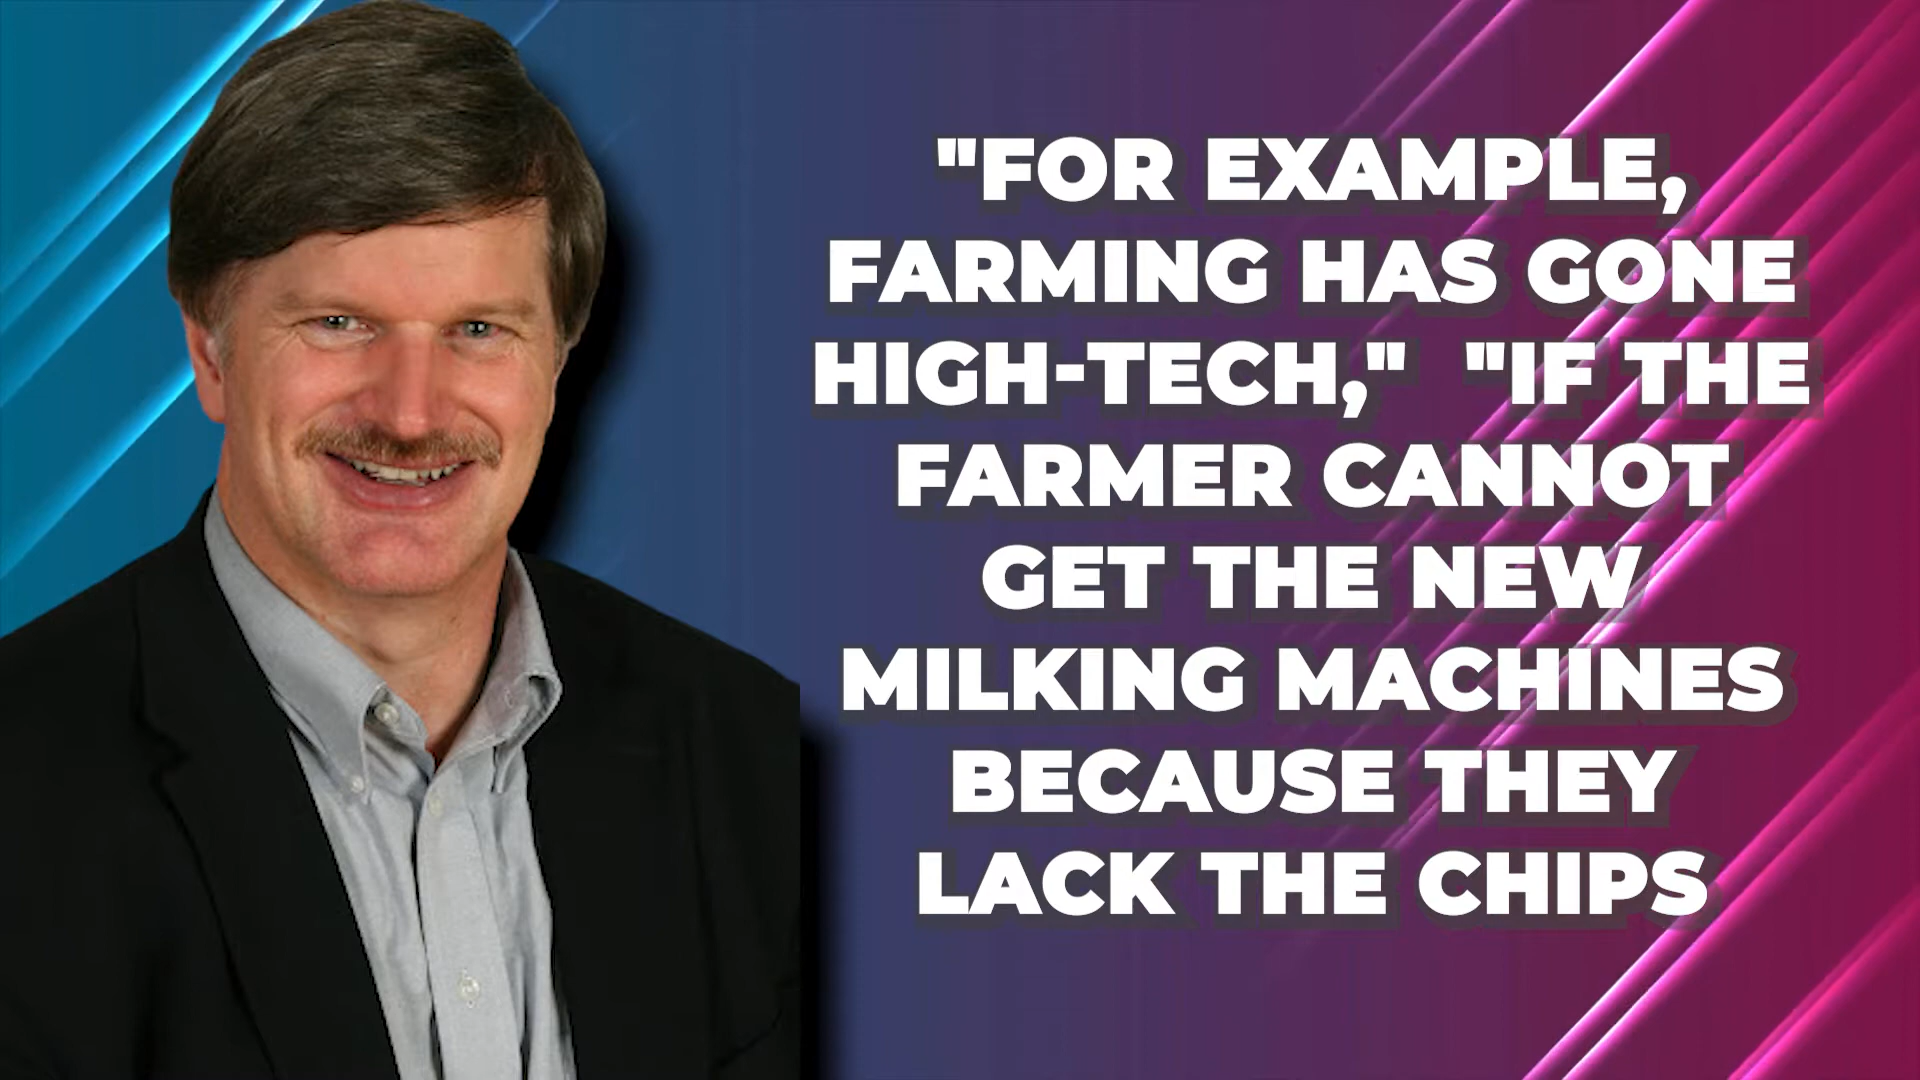 "FOR EXAMPLE,
FARMING HAS GONE
HIGH-TECH,"  "IF THE
FARMER CANNOT
GET THE NEW
MILKING MACHINES
BECAUSE THEY
LACK THE CHIPS